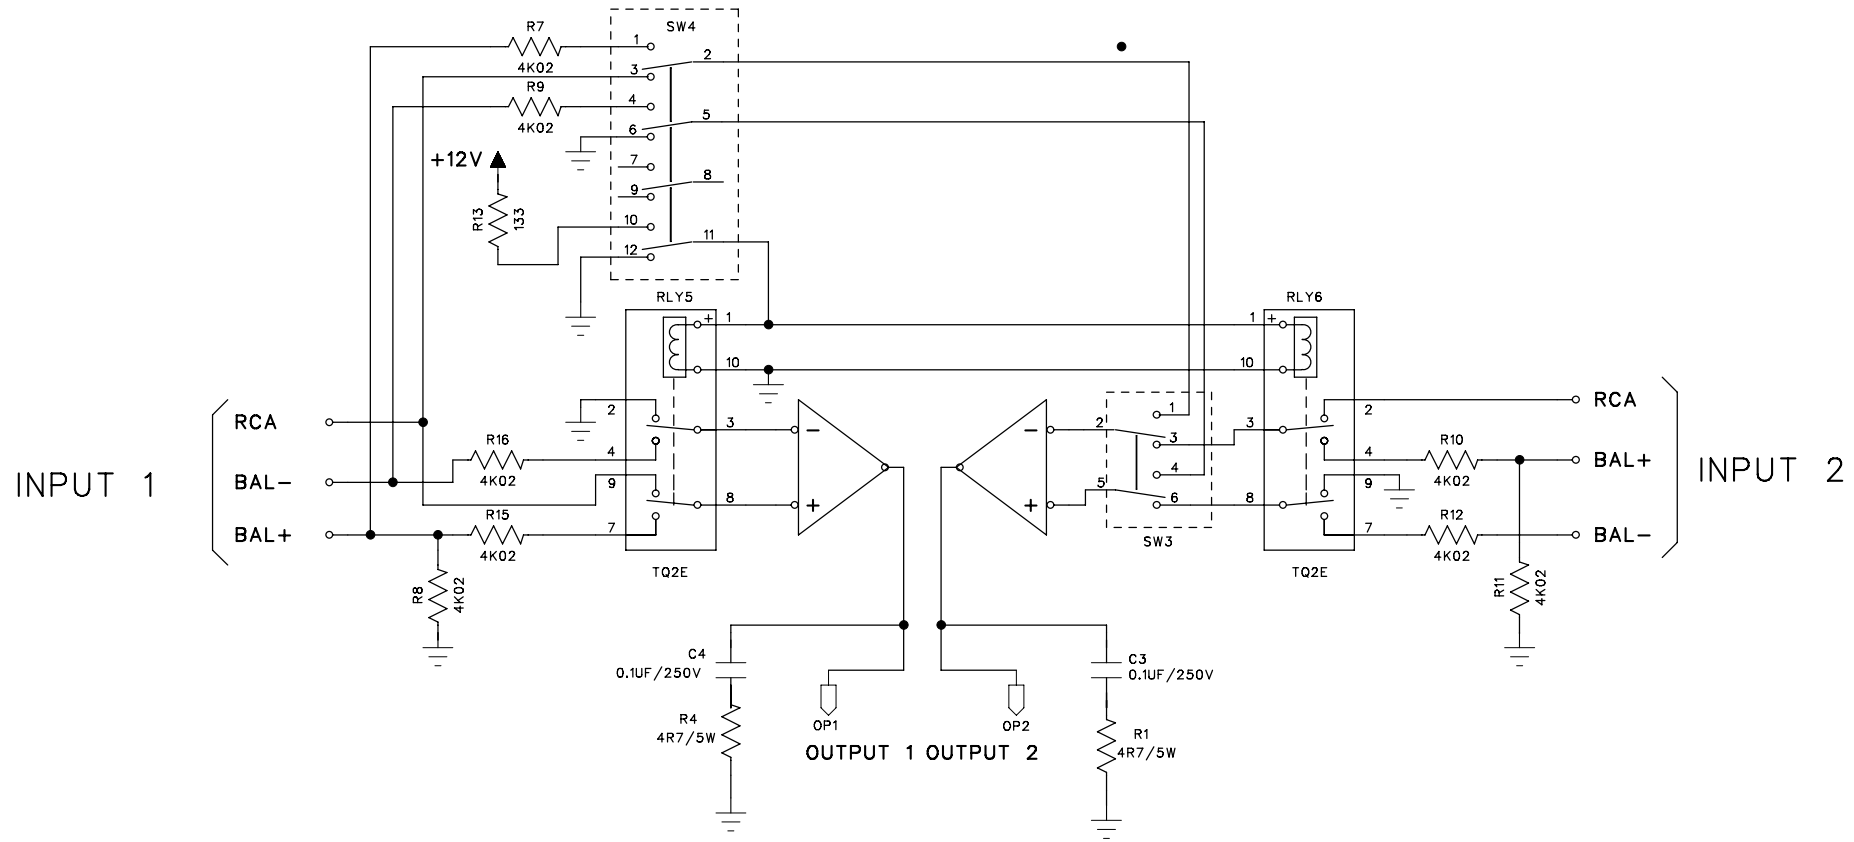 R7
4K02
R9
4K02
SW4
1
2
3
4
5
6
7
8
9
10
11
12
+12V
R13
133
RLY5
+
1
10
2
3
4
9
8
7
TQ2E
RLY6
1
+
10
3
2
4
9
8
7
TQ2E
−
+
−
+
2
1
3
4
5
6
SW3
INPUT 1
RCA
BAL-
BAL+
R16
4K02
R15
4K02
R8
4K02
INPUT 2
RCA
BAL+
BAL-
R10
4K02
R12
4K02
R11
4K02
C4
0.1UF/250V
R4
4R7/5W
OP1
OUTPUT 1
OP2
OUTPUT 2
C3
0.1UF/250V
R1
4R7/5W